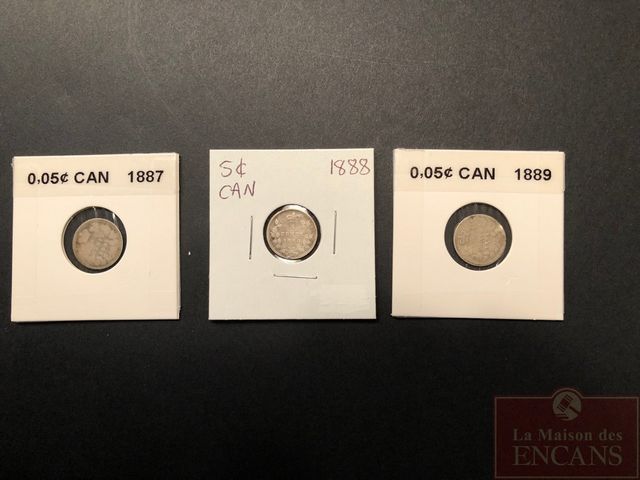 0,05¢ CAN 1887
5¢ 1888
CAN
0,05¢ CAN 1889
La Maison des
ENCANS